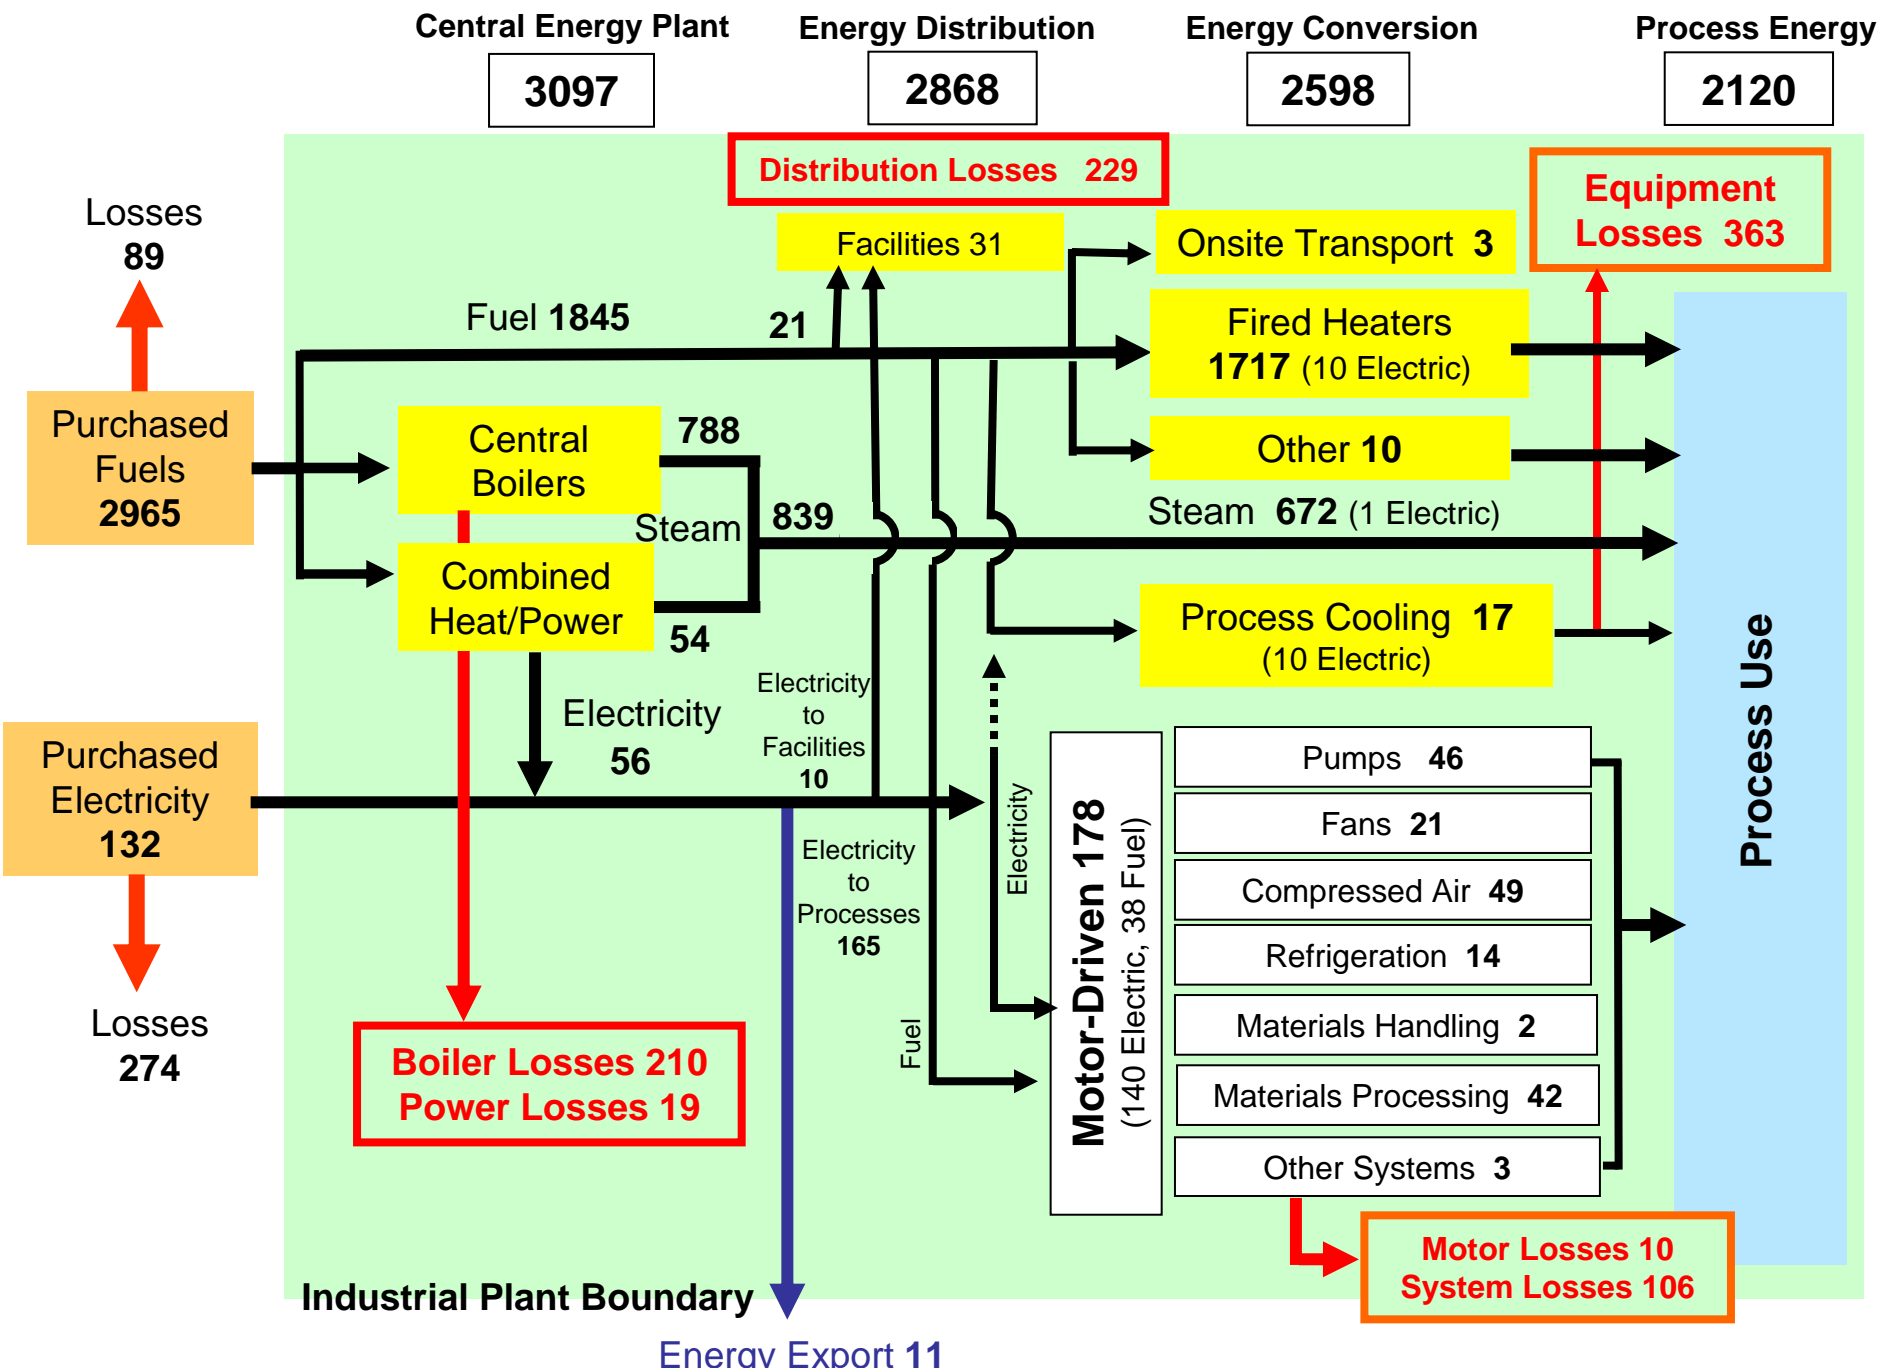 Central Energy Plant
3097
Energy Distribution
2868
Energy Conversion
2598
Process Energy
2120
Distribution Losses 229
Equipment
Losses 363
Losses
89
Facilities 31
Onsite Transport 3
Fuel 1845
21
Fired Heaters
1717 (10 Electric)
Purchased
Fuels
2965
Central
Boilers
788
Other 10
Steam
839
Steam 672 (1 Electric)
Combined
Heat/Power
54
Process Cooling 17
(10 Electric)
Process Use
Electricity
56
Electricity
to
Facilities
10
Purchased
Electricity
132
Electricity
to
Processes
165
Electricity
Fuel
Motor-Driven 178
(140 Electric, 38 Fuel)
Pumps 46
Fans 21
Compressed Air 49
Refrigeration 14
Materials Handling 2
Materials Processing 42
Other Systems 3
Losses
274
Boiler Losses 210
Power Losses 19
Motor Losses 10
System Losses 106
Industrial Plant Boundary
Energy Export 11